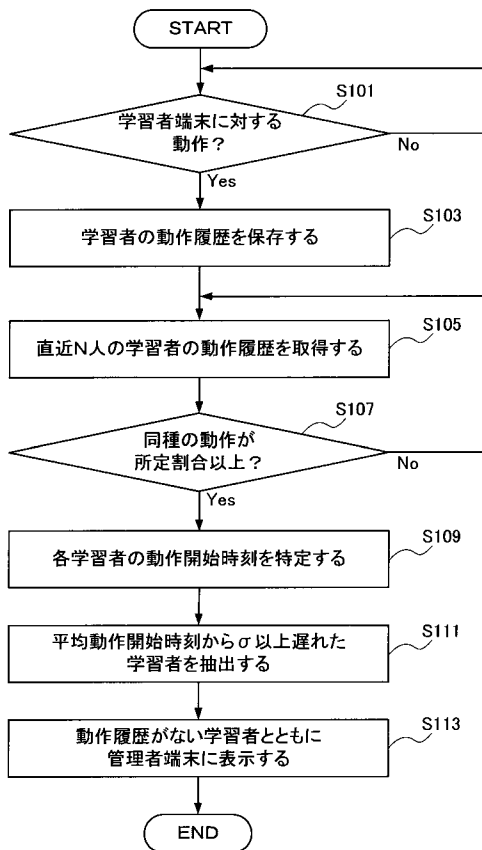 START
S101
学習者端末に対する
動作？
No
Yes
S103
学習者の動作履歴を保存する
S105
直近N人の学習者の動作履歴を取得する
S107
同種の動作が
所定割合以上？
No
Yes
S109
各学習者の動作開始時刻を特定する
S111
平均動作開始時刻からσ以上遅れた
学習者を抽出する
S113
動作履歴がない学習者とともに
管理者端末に表示する
END